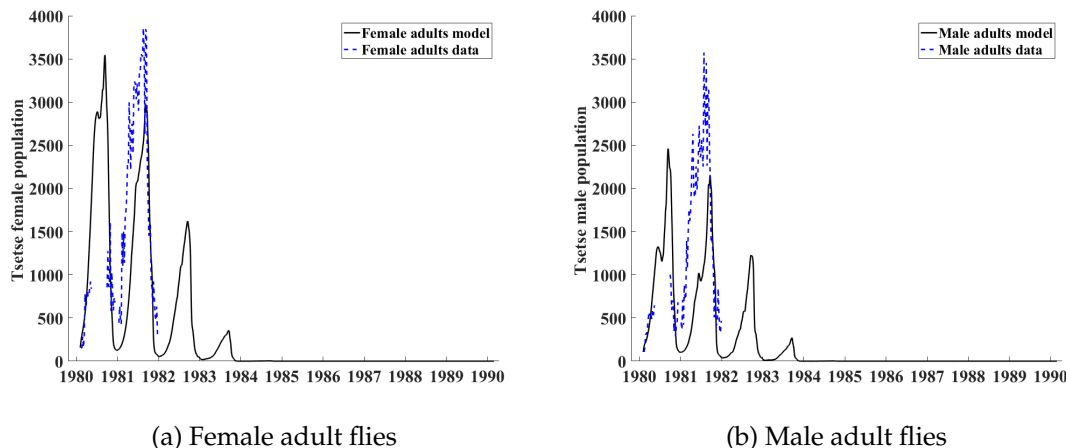 4000
3500
3000
2500
2000
1500
1000
500
0
Tsetse female population
Female adults model
Female adults data
1980 1981 1982 1983 1984 1985 1986 1987 1988 1989 1990
(a) Female adult flies
4000
3500
3000
2500
2000
1500
1000
500
0
Tsetse male population
Male adults model
Male adults data
1980 1981 1982 1983 1984 1985 1986 1987 1988 1989 1990
(b) Male adult flies